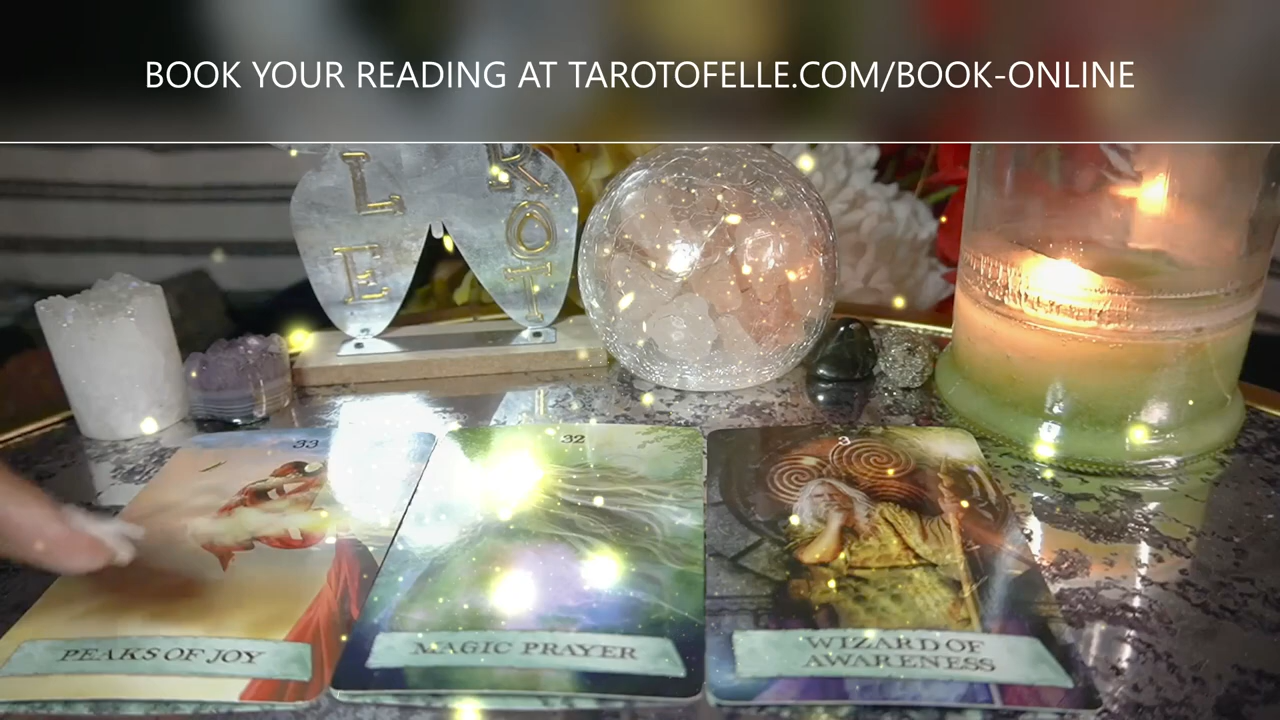 BOOK YOUR READING AT TAROTOFELLE.COM/BOOK-ONLINE
L
E
R
O
T
33
32
3
PEAKS OF JOY
MAGIC PRAYER
WIZARD OF
AWARENESS